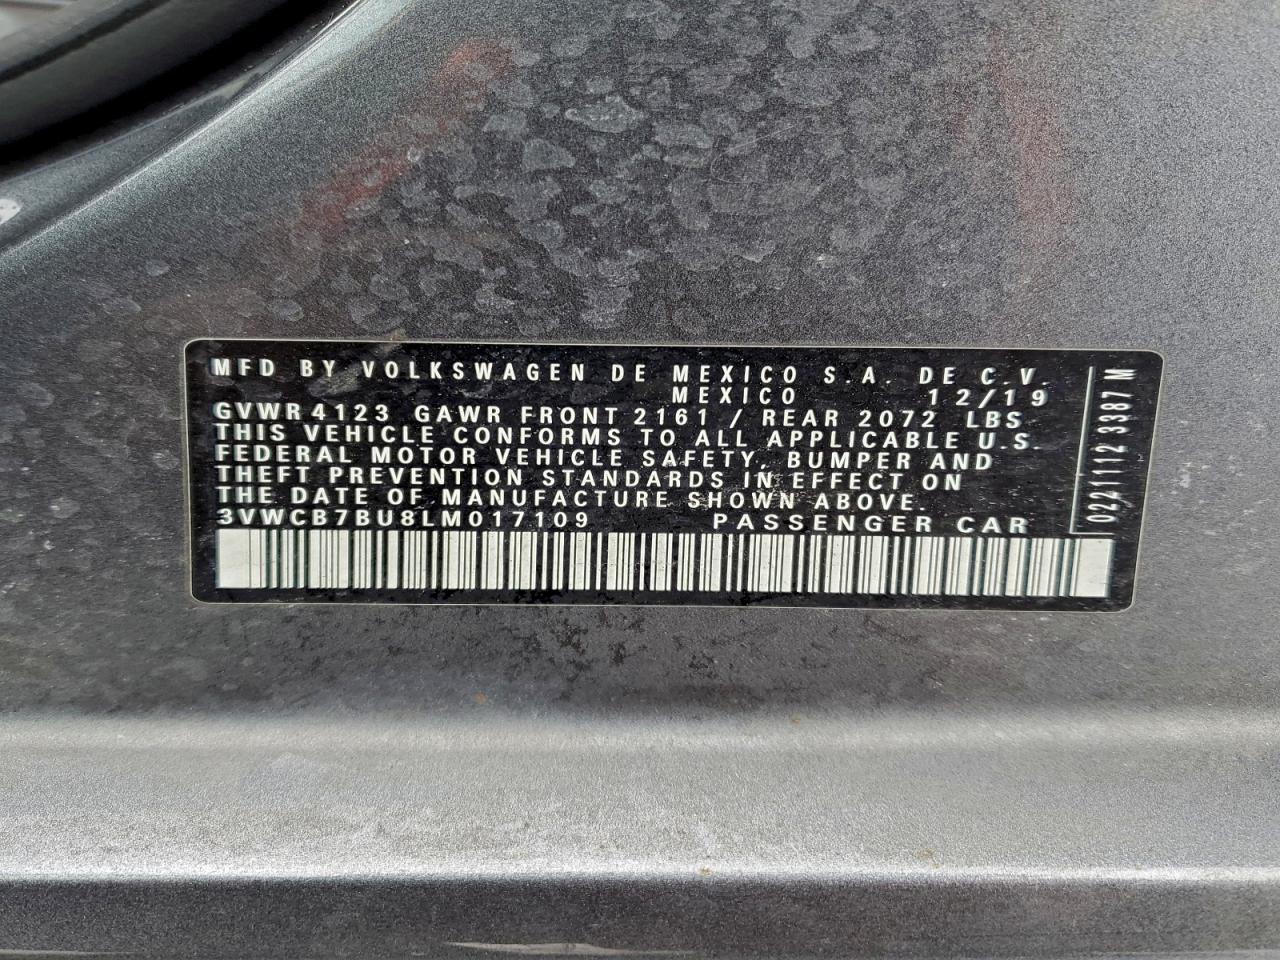 MFD BY VOLKSWAGEN DE MEXICO S.A. DE C.V.
MEXICO 12/19
GVWR 4123 GAWR FRONT 2161 / REAR 2072 LBS
THIS VEHICLE CONFORMS TO ALL APPLICABLE U.S.
FEDERAL MOTOR VEHICLE SAFETY, BUMPER AND
THEFT PREVENTION STANDARDS IN EFFECT ON
THE DATE OF MANUFACTURE SHOWN ABOVE.
3VWCB7BU8LM017109 PASSENGER CAR
0221112 3387 M